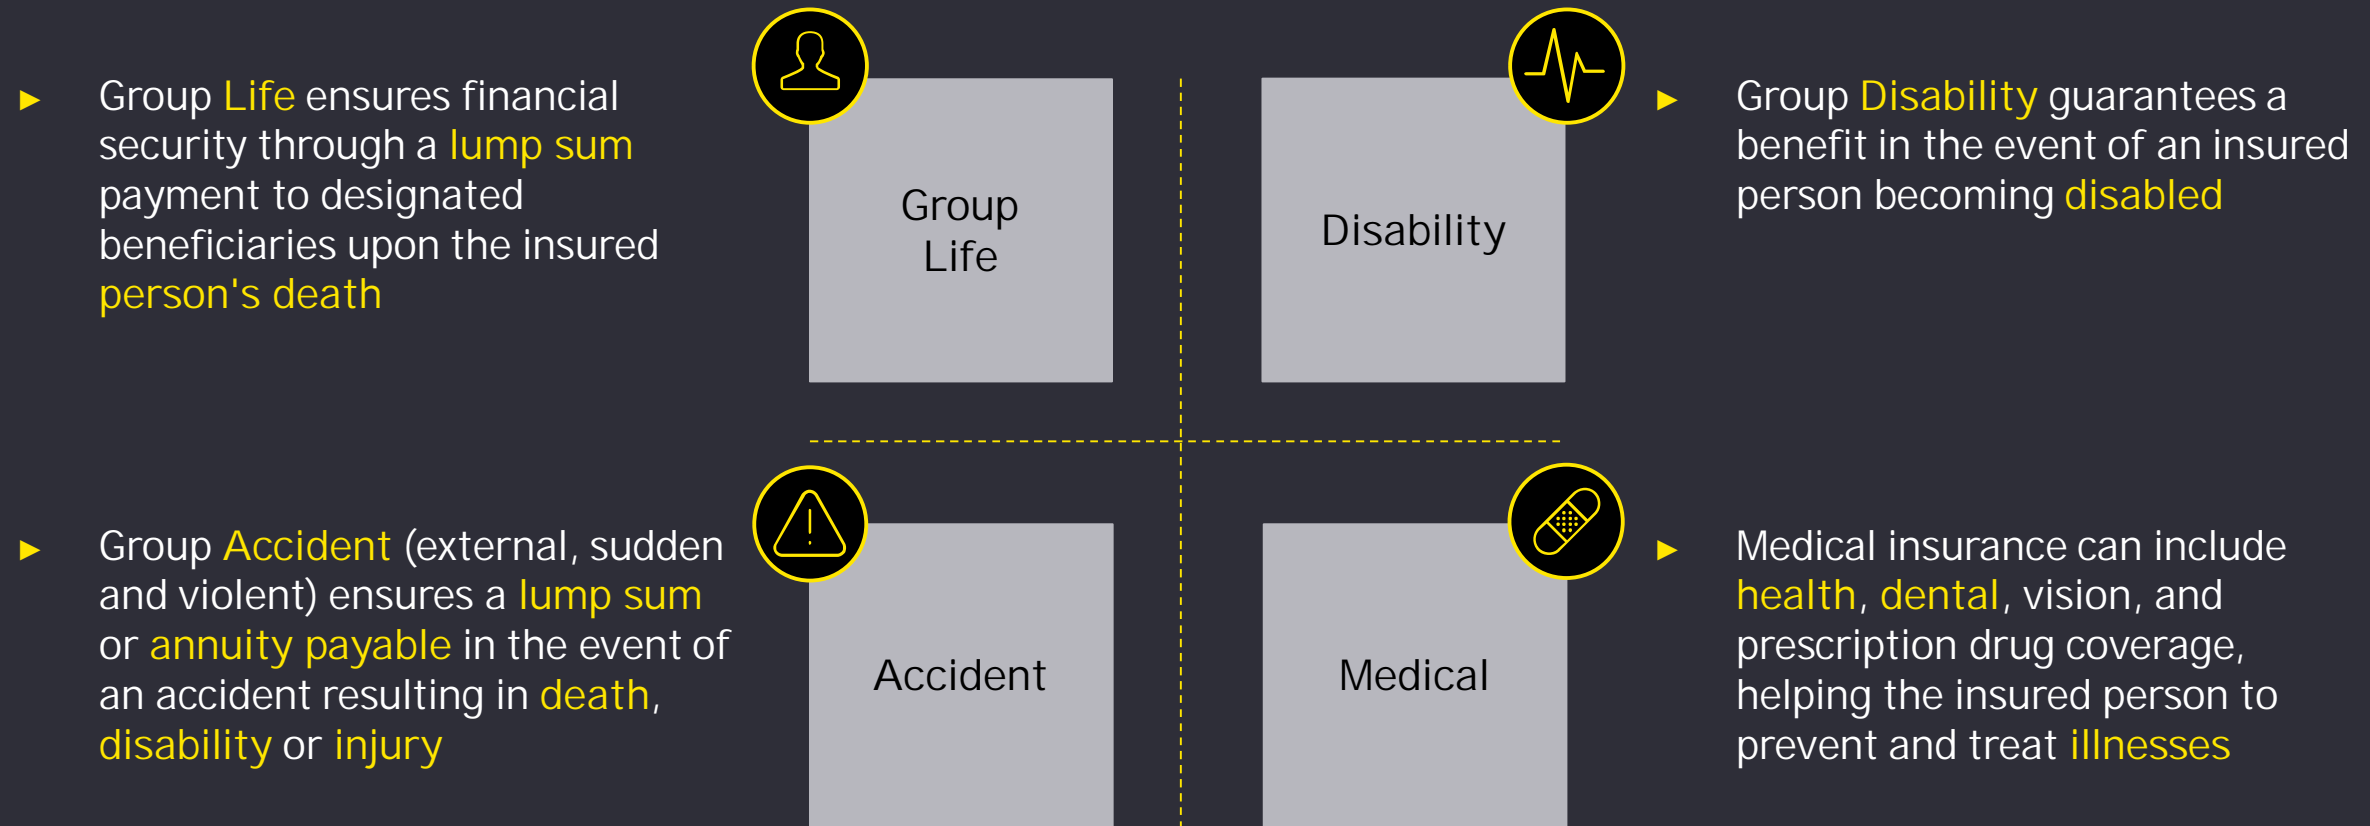 ► Group Life ensures financial
security through a lump sum
payment to designated
beneficiaries upon the insured
person's death
Group
Life
Disability
► Group Disability guarantees a
benefit in the event of an insured
person becoming disabled
► Group Accident (external, sudden
and violent) ensures a lump sum
or annuity payable in the event of
an accident resulting in death,
disability or injury
Accident
Medical
► Medical insurance can include
health, dental, vision, and
prescription drug coverage,
helping the insured person to
prevent and treat illnesses